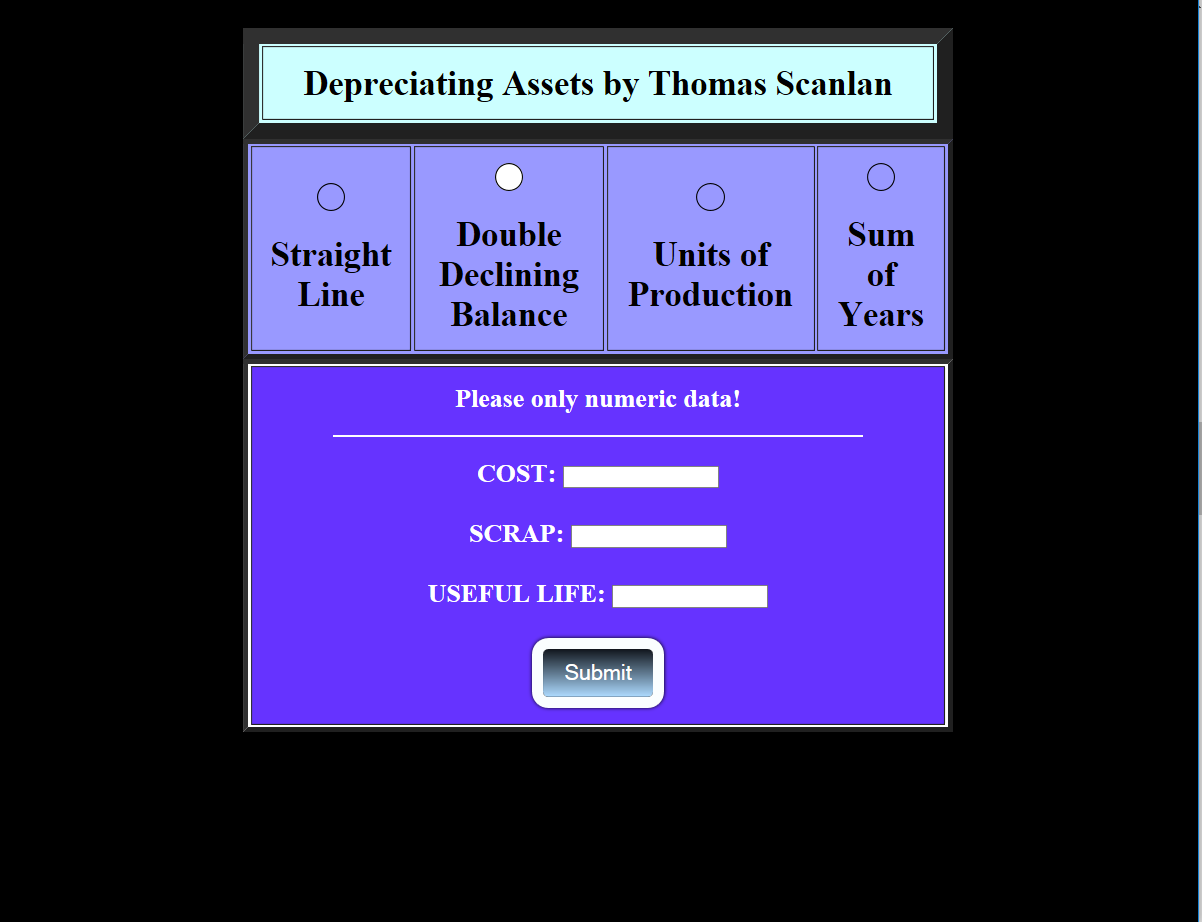 Depreciating Assets by Thomas Scanlan
Straight
Line
Double
Declining
Balance
Units of
Production
Sum
of
Years
Please only numeric data!
COST:
SCRAP:
USEFUL LIFE:
Submit